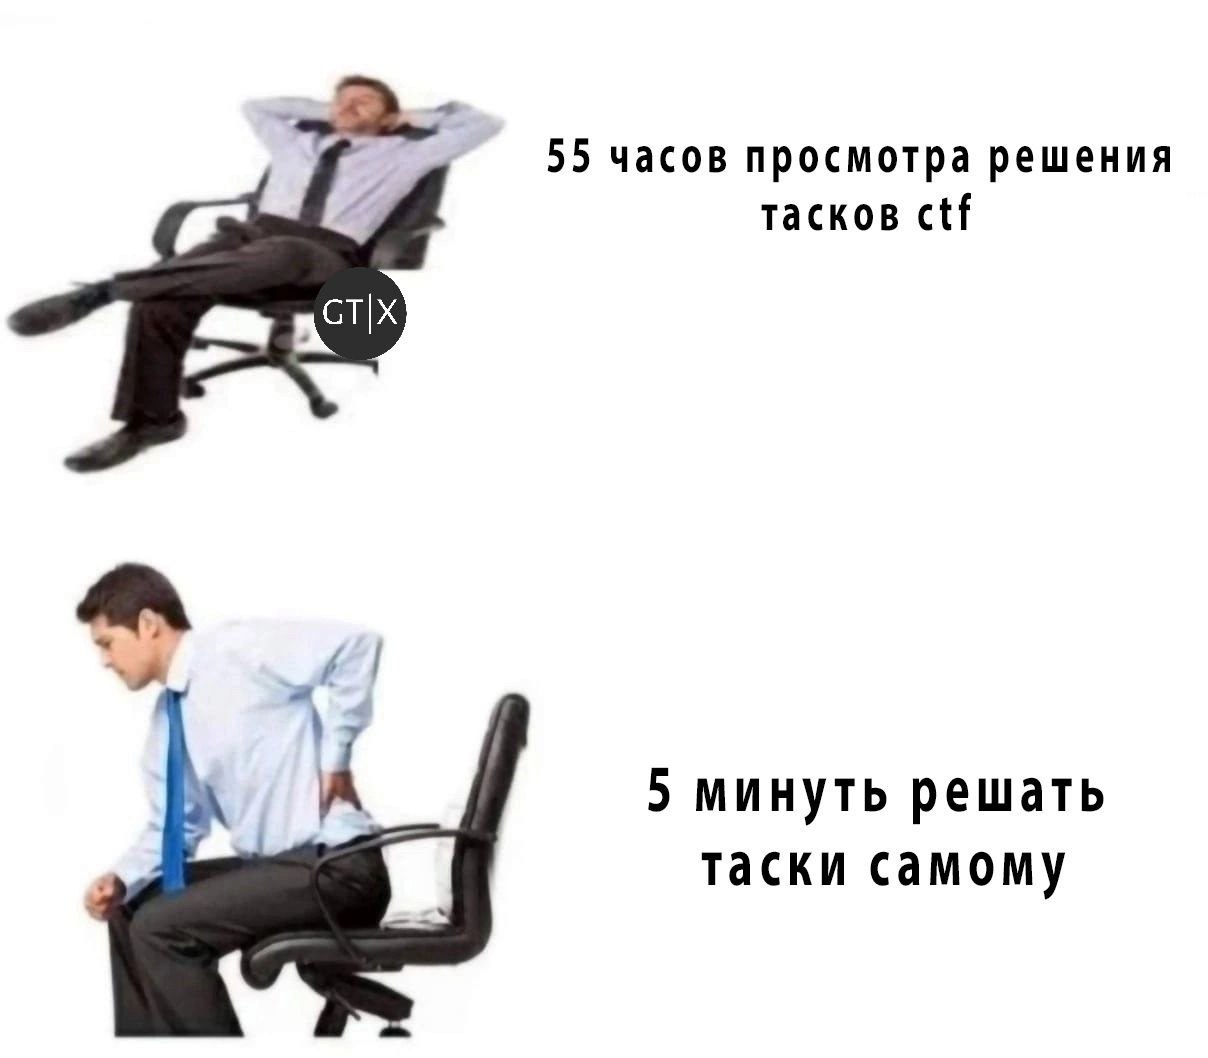 55 часов просмотра решения
тасков ctf
GT|X
5 минуть решать
таски самому